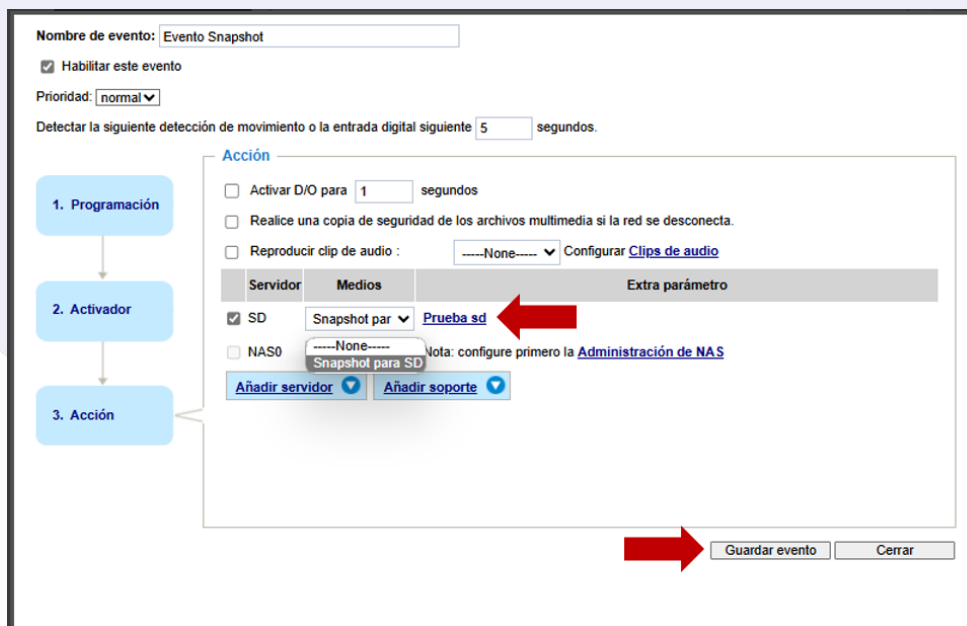 Nombre de evento: Evento Snapshot
Habilitar este evento
Prioridad: normal
Detectar la siguiente detección de movimiento o la entrada digital siguiente 5 segundos.
Acción
1. Programación
2. Activador
3. Acción
Activar D/O para 1 segundos
Realice una copia de seguridad de los archivos multimedia si la red se desconecta.
Reproducir clip de audio : -----None----- Configurar Clips de audio
Servidor Medios Extra parámetro
SD Snapshot par Prueba sd
-----None-----
Snapshot para SD
NAS0 Nota: configure primero la Administración de NAS
Añadir servidor Añadir soporte
Guardar evento Cerrar